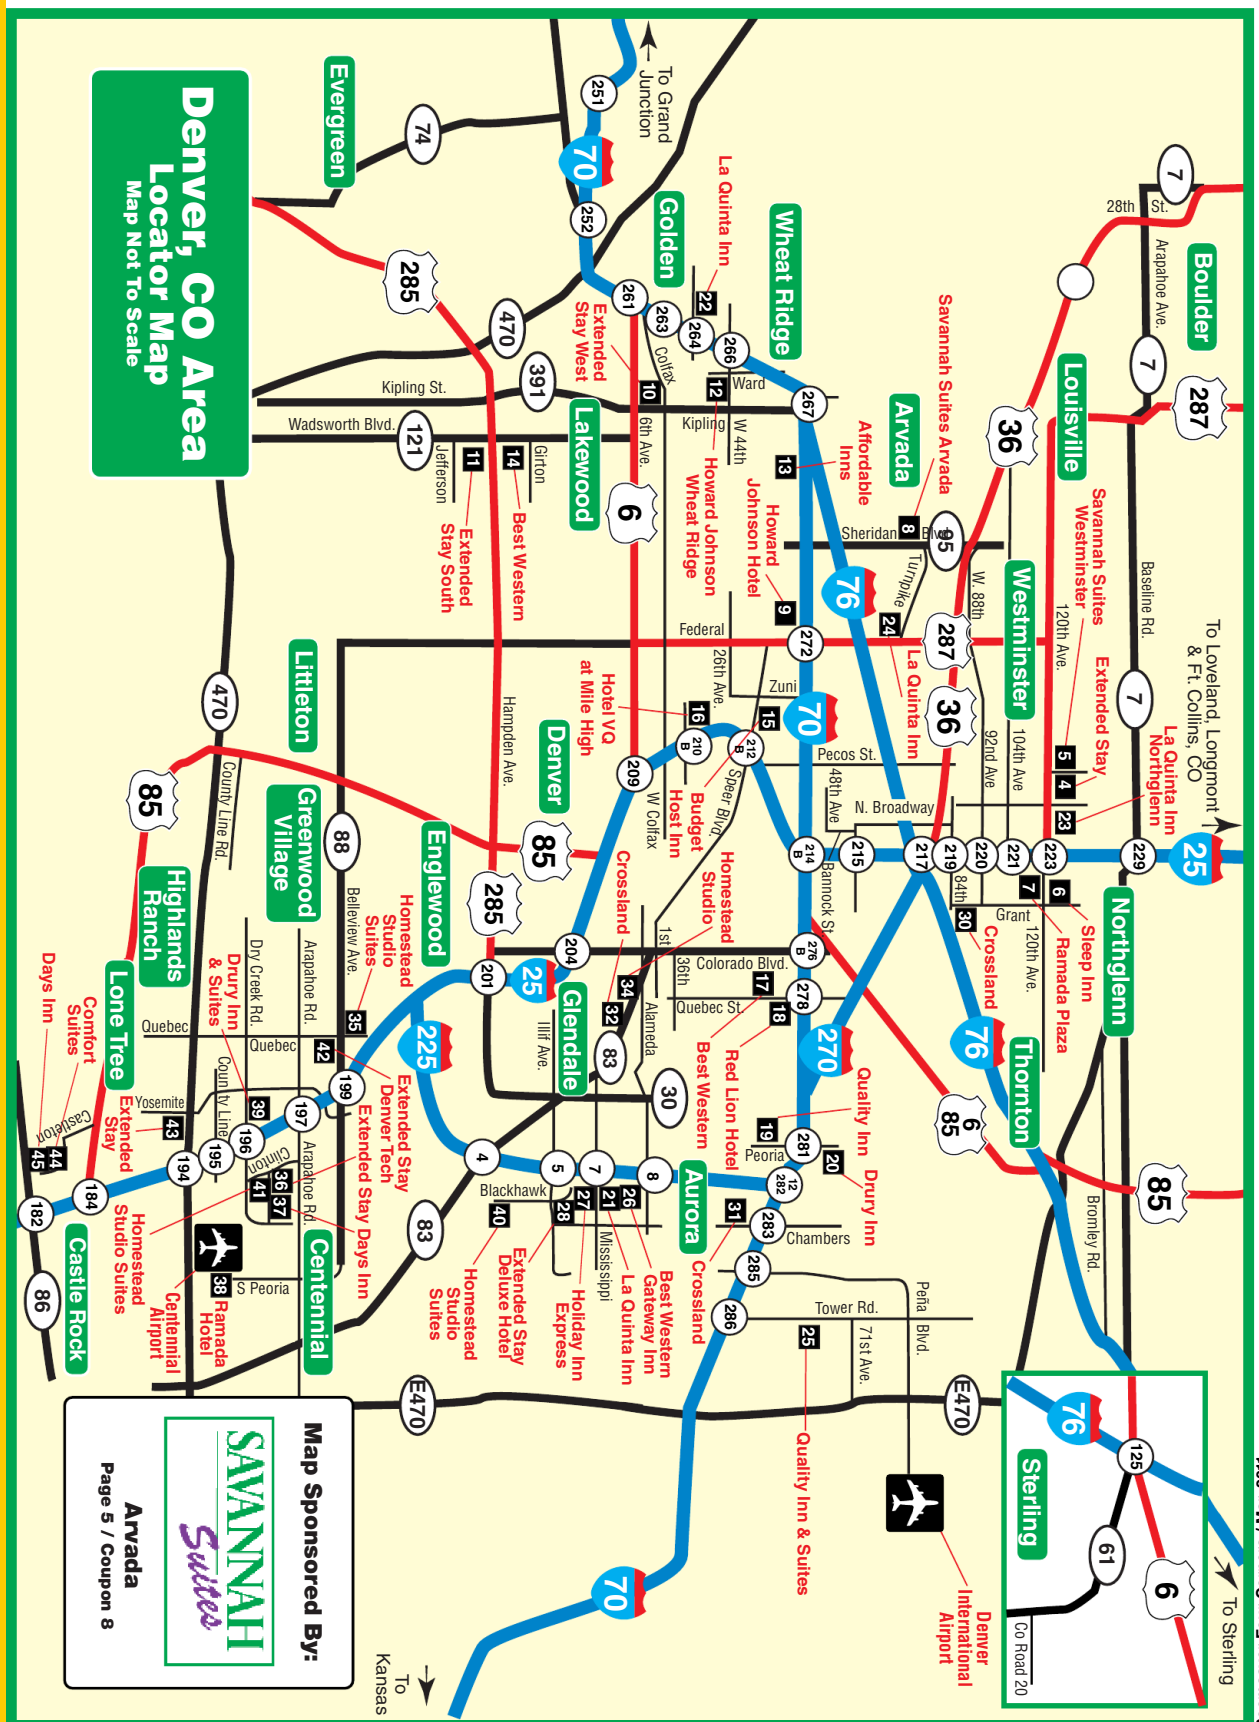 Denver, CO Area
Locator Map
Map Not To Scale
To Grand
Junction
Evergreen
Golden
Wheat Ridge
Boulder
Louisville
Arvada
Lakewood
Westminster
Littleton
Denver
Greenwood
Village
Englewood
Highlands
Ranch
Lone Tree
Glendale
Northglenn
Thornton
Aurora
Centennial
Castle Rock
Sterling
To Loveland, Longmont
& Ft. Collins, CO
To Sterling
To
Kansas
28th St.
Arapahoe Ave.
Baseline Rd.
Bromley Rd.
Co Road 20
La Quinta Inn
22
Extended
Stay West
10
12
Howard Johnson
Wheat Ridge
13
Affordable
Inns
Savannah Suites Arvada
8
Howard
Johnson Hotel
9
24
La Quinta Inn
Savannah Suites
Westminster
5
Extended Stay
4
La Quinta Inn
Northglenn
23
6
Sleep Inn
7
Ramada Plaza
30
Crossland
11
Extended
Stay South
14
Best Western
Hotel VQ
at Mile High
16
15
Budget
Host Inn
Crossland
32
Homestead
Studio
34
17
Best Western
18
Red Lion Hotel
19
Quality Inn
20
Drury Inn
31
Crossland
25
Quality Inn & Suites
Denver
International
Airport
26
Best Western
Gateway Inn
21
La Quinta Inn
27
Holiday Inn
Express
28
Extended Stay
Deluxe Hotel
40
Homestead
Studio
Suites
Homestead
Studio
Suites
35
42
Extended Stay
Denver Tech
Drury Inn
& Suites
39
36
Extended Stay
37
Days Inn
41
Homestead
Studio Suites
38
Ramada
Hotel
Centennial
Airport
43
Extended
Stay
44
Comfort
Suites
45
Days Inn
Colfax
Ward
W 44th
Kipling
6th Ave.
Kipling St.
Wadsworth Blvd.
Girton
Jefferson
Sheridan Blvd.
Turnpike
W. 88th
120th Ave.
104th Ave
92nd Ave
84th
Grant
120th Ave.
Federal
26th Ave.
Zuni
Pecos St.
48th Ave
N. Broadway
Bannock St.
Speer Blvd.
W Colfax
1st
36th
Colorado Blvd.
Quebec St.
Alameda
Illif Ave.
Hampden Ave.
Belleview Ave.
Arapahoe Rd.
Dry Creek Rd.
County Line Rd.
Quebec
Quebec
County Line
Yosemite
Castleton
Clinton
Arapahoe Rd.
S Peoria
Blackhawk
Mississippi
Peoria
Chambers
Tower Rd.
71st Ave.
Peña Blvd.
251
70
252
261
263
264
266
267
272
70
214
B
276
B
278
281
12
282
283
285
286
70
74
285
470
391
121
6
7
7
7
287
36
95
76
287
36
229
25
223
221
220
219
217
215
212
B
210
B
209
204
25
201
285
85
88
85
470
225
83
30
270
76
6
85
85
4
5
7
8
83
199
197
196
195
194
184
182
86
E470
E470
76
125
61
6
Map Sponsored By:
SAVANNAH
Suites
Arvada
Page 5 / Coupon 8